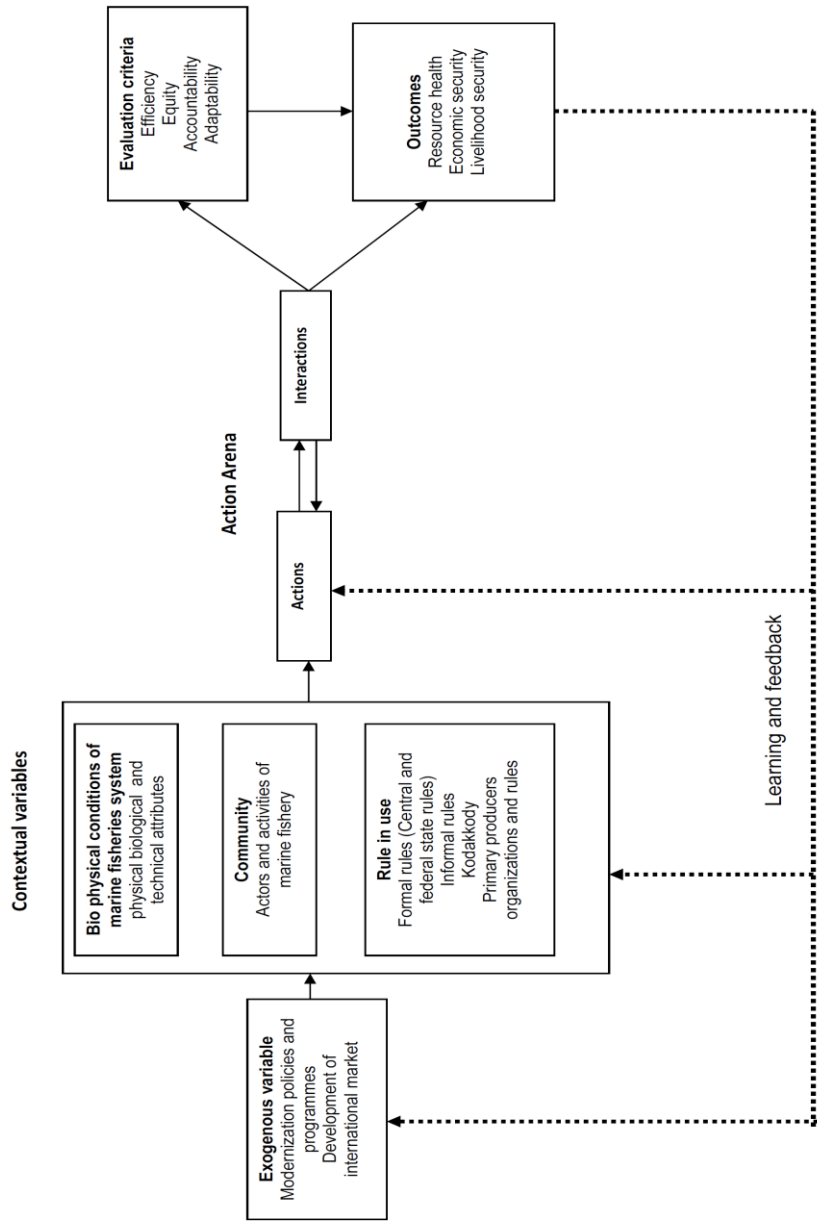 Contextual variables
Exogenous variable
Modernization policies and
programmes
Development of
international market
Bio physical conditions of
marine fisheries system
physical biological and
technical attributes
Community
Actors and activities of
marine fishery
Rule in use
Formal rules (Central and
federal state rules)
Informal rules
Kodakkody
Primary producers
organizations and rules
Action Arena
Actions
Interactions
Evaluation criteria
Efficiency
Equity
Accountability
Adaptability
Outcomes
Resource health
Economic security
Livelihood security
Learning and feedback